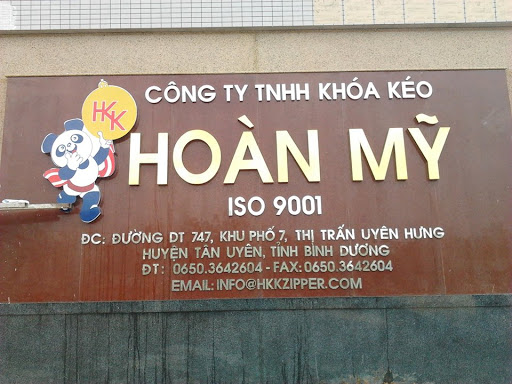 HKK
CÔNG TY TNHH KHÓA KÉO
HOÀN MỸ
ISO 9001
ĐC: ĐƯỜNG DT 747, KHU PHỐ 7, THỊ TRẤN UYÊN HƯNG
HUYỆN TÂN UYÊN, TỈNH BÌNH DƯƠNG
ĐT: 0650.3642604 - FAX: 0650.3642604
EMAIL: INFO@HKKZIPPER.COM